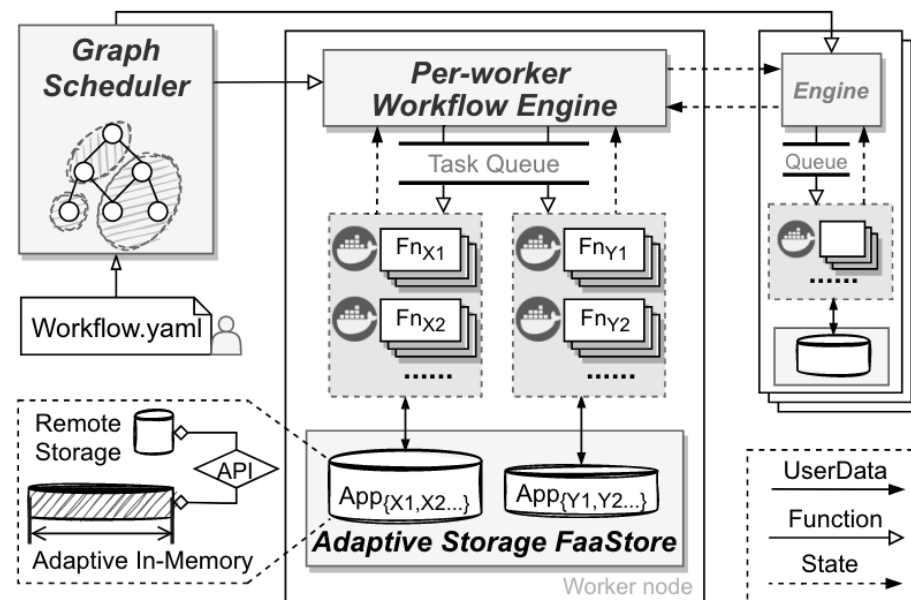 Graph
Scheduler
Per-worker
Workflow Engine
Engine
Task Queue
Queue
FnX1
FnY1
FnX2
FnY2
......
......
......
Workflow.yaml
Remote
Storage
API
Adaptive In-Memory
App{X1,X2...}
App{Y1,Y2...}
Adaptive Storage FaaStore
Worker node
UserData
Function
State